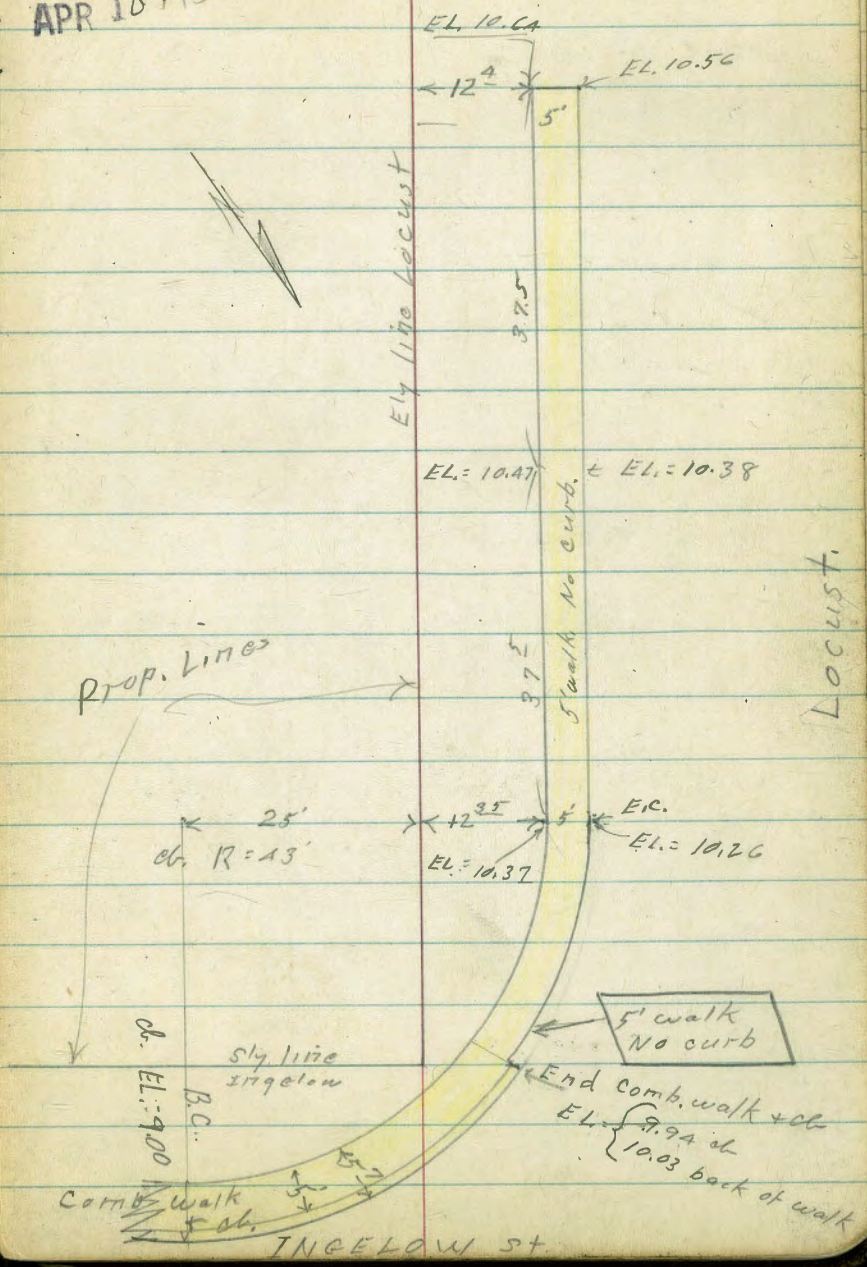 APR 18
EL. 10.64
12 4
EL. 10.56
5'
Ely line Locust
37.5
EL. = 10.47
EL. = 10.38
5' walk. No curb.
Locust.
Prop. Lines
37 5
25'
5'
E.C.
cb. R = 43'
EL = 10.37
EL. = 10.26
5' walk
No curb
Sly line
Ingelow
cb. EL. = 9.00
B.C.
End Comb. walk + cb
EL. = 9.94 cb
10.03 back of walk
5'
Comb. walk
+ cb.
INGELOW St.